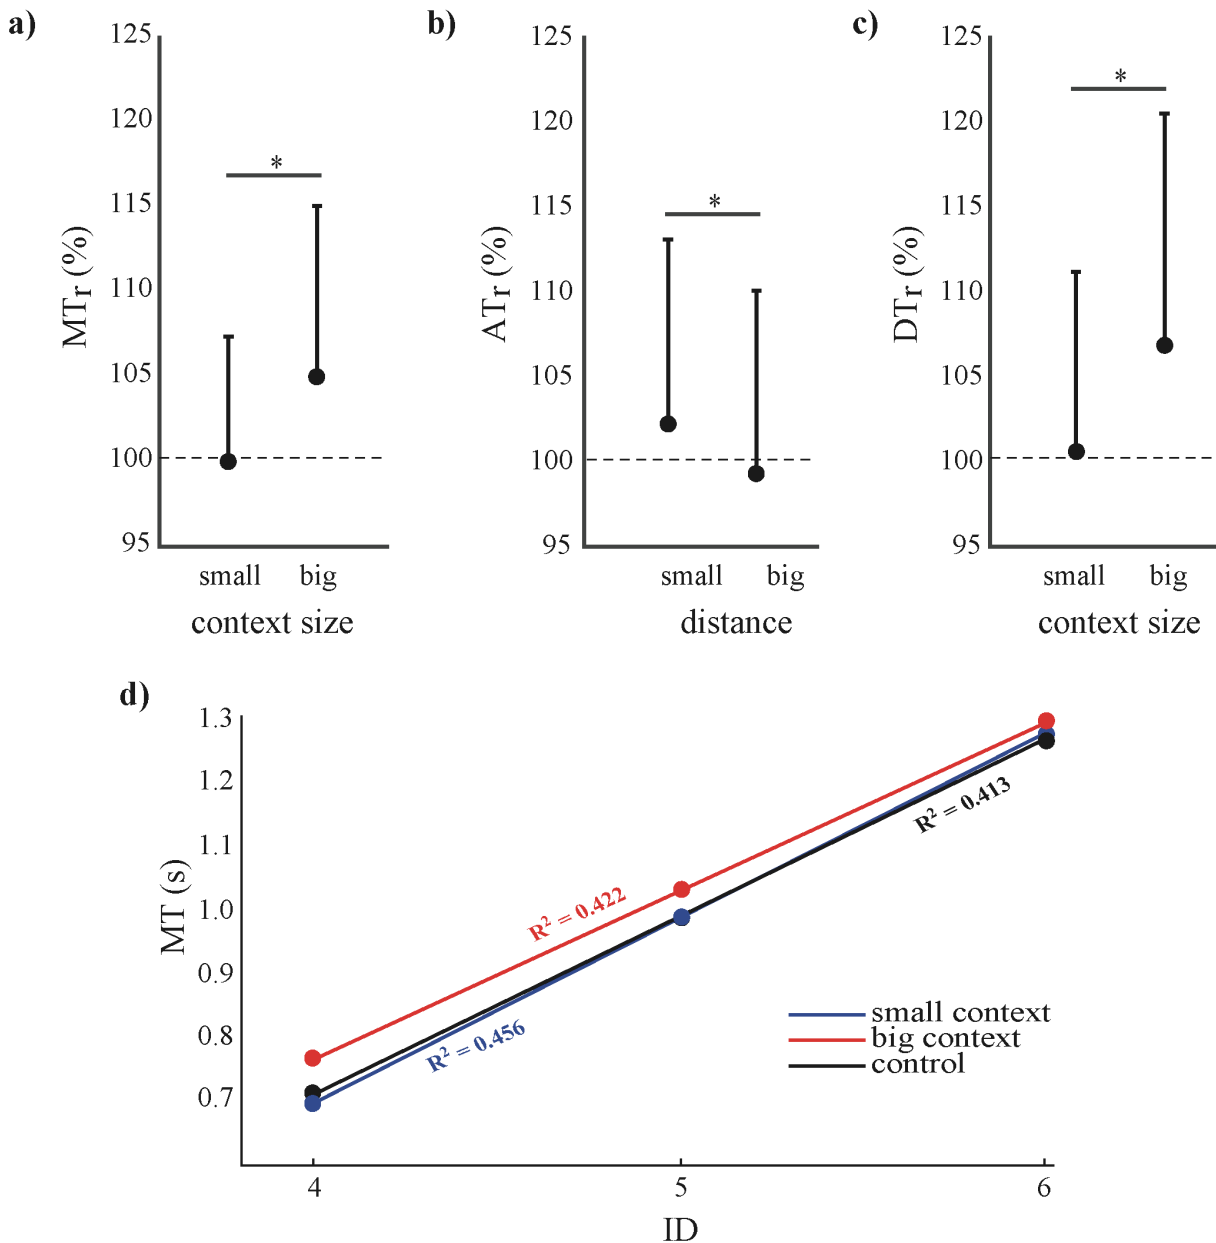 a)
125
120
115
110
105
100
95
MTr (%)
*
small big
context size
b)
125
120
115
110
105
100
95
ATr (%)
*
small big
distance
c)
125
120
115
110
105
100
95
DTr (%)
*
small big
context size
d)
1.3
1.2
1.1
1.0
0.9
0.8
0.7
MT (s)
R² = 0.422
R² = 0.456
R² = 0.413
small context
big context
control
4 5 6
ID